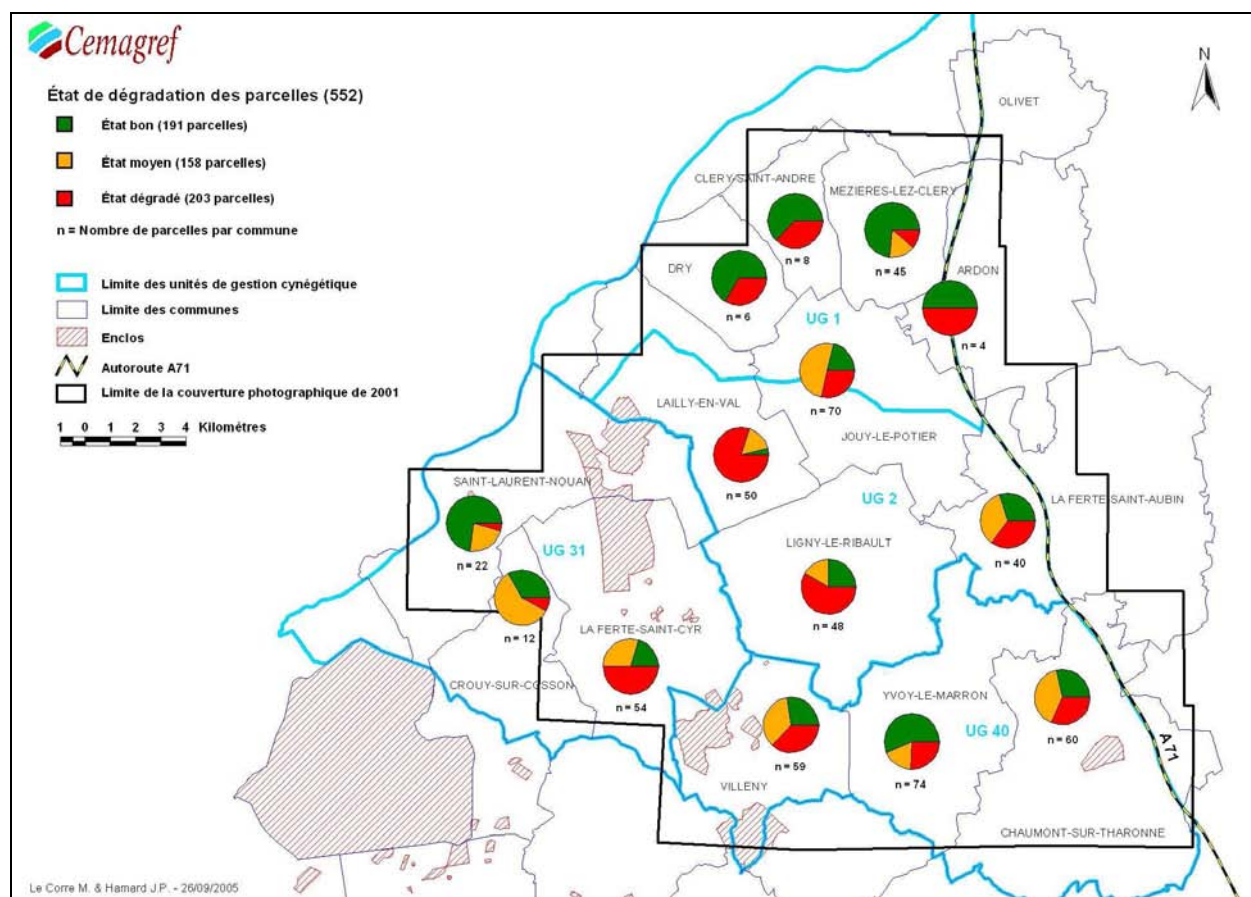 Cemagref
État de dégradation des parcelles (552)
État bon (191 parcelles)
État moyen (158 parcelles)
État dégradé (203 parcelles)
n = Nombre de parcelles par commune
Limite des unités de gestion cynégétique
Limite des communes
Enclos
Autoroute A71
Limite de la couverture photographique de 2001
1 0 1 2 3 4 Kilométres
N
OLIVET
CLERY-SAINT-ANDRE
MEZIERES-LEZ-CLERY
n = 8
n = 45
DRY
ARDON
n = 6
UG 1
n = 4
n = 70
LAILLY-EN-VAL
JOUY-LE-POTIER
SAINT-LAURENT-NOUAN
n = 50
UG 2
LA FERTE-SAINT-AUBIN
LIGNY-LE-RIBAULT
UG 31
n = 22
n = 40
n = 48
LA FERTE-SAINT-CYR
n = 12
CROUY-SUR-COSSON
n = 54
YVOY-LE-MARRON
UG 40
n = 60
A 71
n = 59
n = 74
VILLENY
CHAUMONT-SUR-THARONNE
Le Corre M. & Hamard J.P. - 26/09/2005